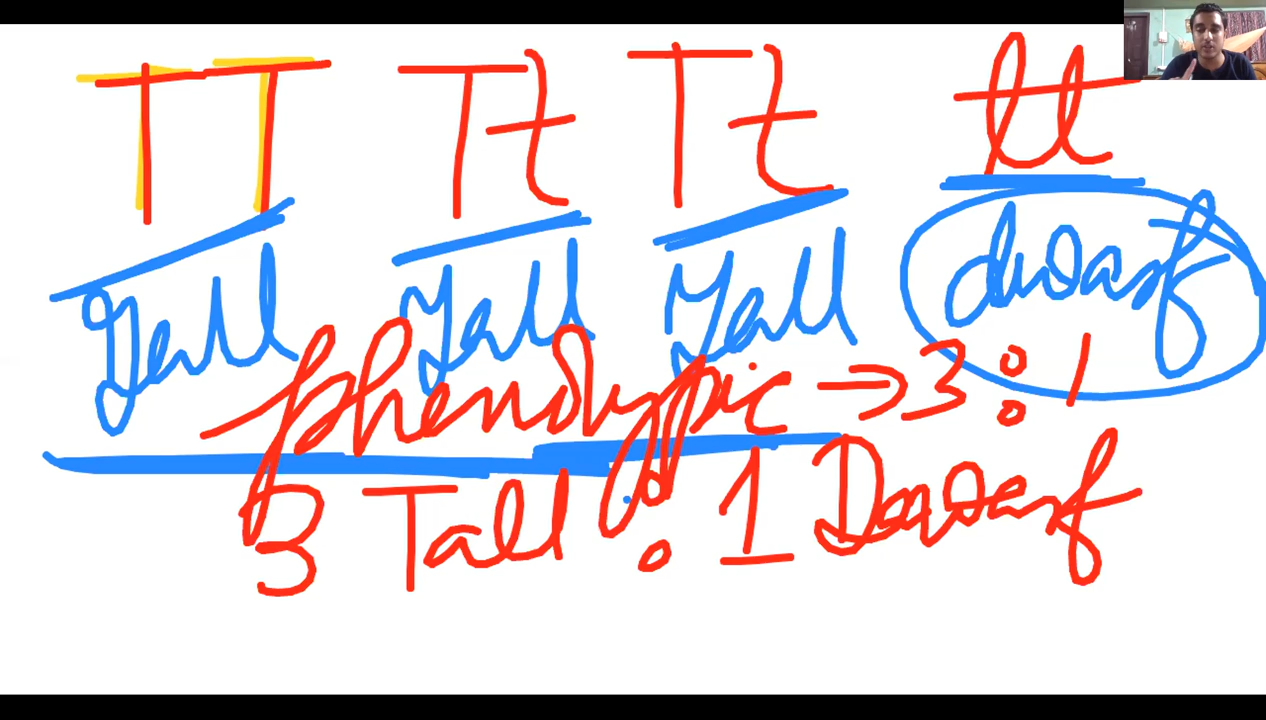 TT Tt Tt tt
Tall Tall Tall dwarf
phenotypic → 3:1
3 Tall : 1 Dwarf